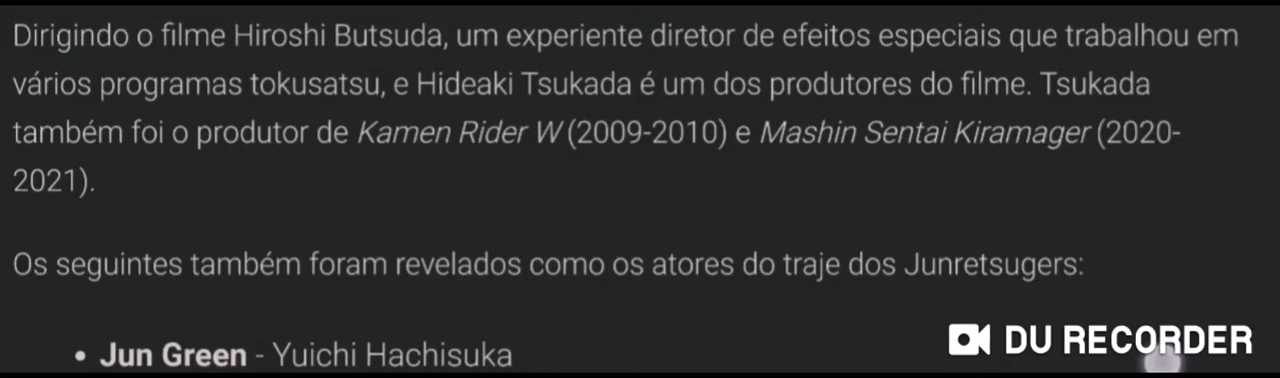 Dirigindo o filme Hiroshi Butsuda, um experiente diretor de efeitos especiais que trabalhou em
vários programas tokusatsu, e Hideaki Tsukada é um dos produtores do filme. Tsukada
também foi o produtor de Kamen Rider W (2009-2010) e Mashin Sentai Kiramager (2020-
2021).
Os seguintes também foram revelados como os atores do traje dos Junretsugers:
• Jun Green - Yuichi Hachisuka
DU RECORDER